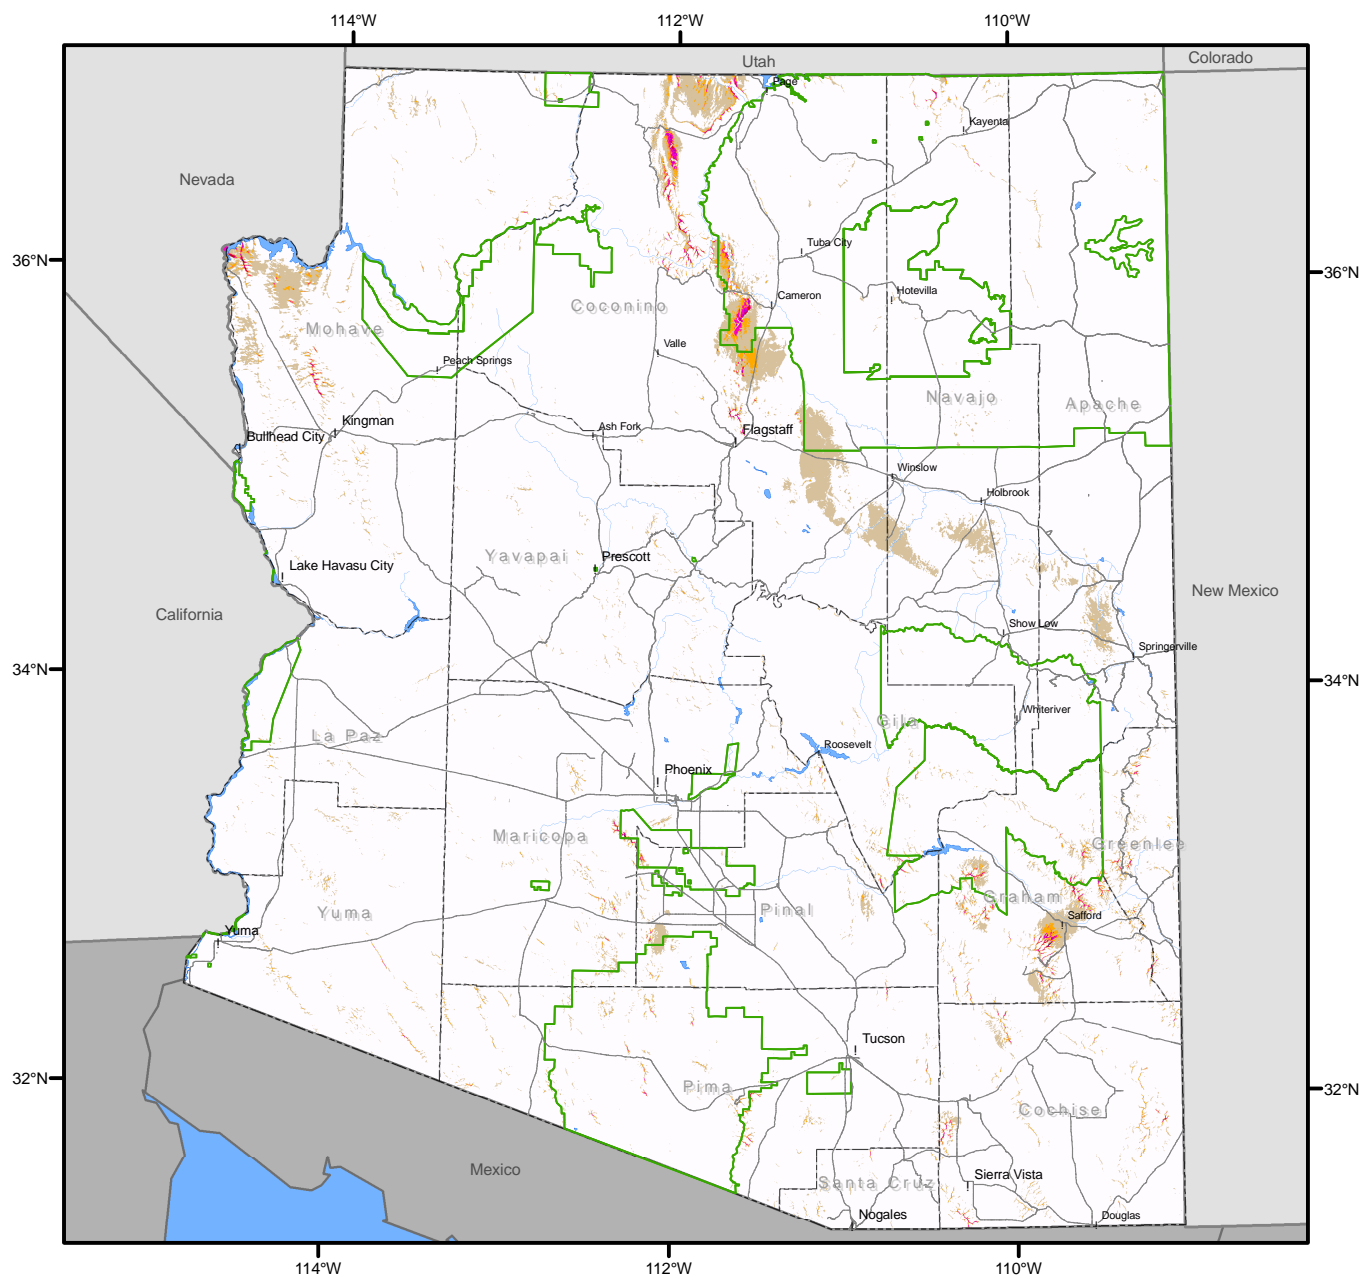 114°W
112°W
110°W
Utah
Colorado
Page
Kayenta
Nevada
Tuba City
36°N
36°N
Hotevilla
Cameron
Coconino
Mohave
Valle
Peach Springs
Navajo
Apache
Kingman
Bullhead City
Ash Fork
Flagstaff
Winslow
Holbrook
Yavapai
Prescott
Lake Havasu City
New Mexico
California
Show Low
Springerville
34°N
34°N
Whiteriver
Gila
La Paz
Roosevelt
Phoenix
Maricopa
Greenlee
Graham
Yuma
Pinal
Safford
Yuma
Tucson
32°N
32°N
Pima
Cochise
Mexico
Sierra Vista
Santa Cruz
Nogales
Douglas
114°W
112°W
110°W